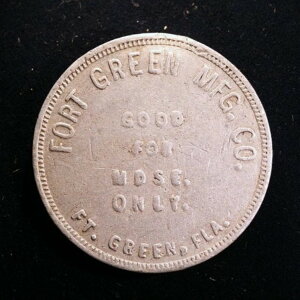 FORT GREEN MFG. CO.
GOOD
FOR
MDSE.
ONLY.
FT. GREEN, FLA.